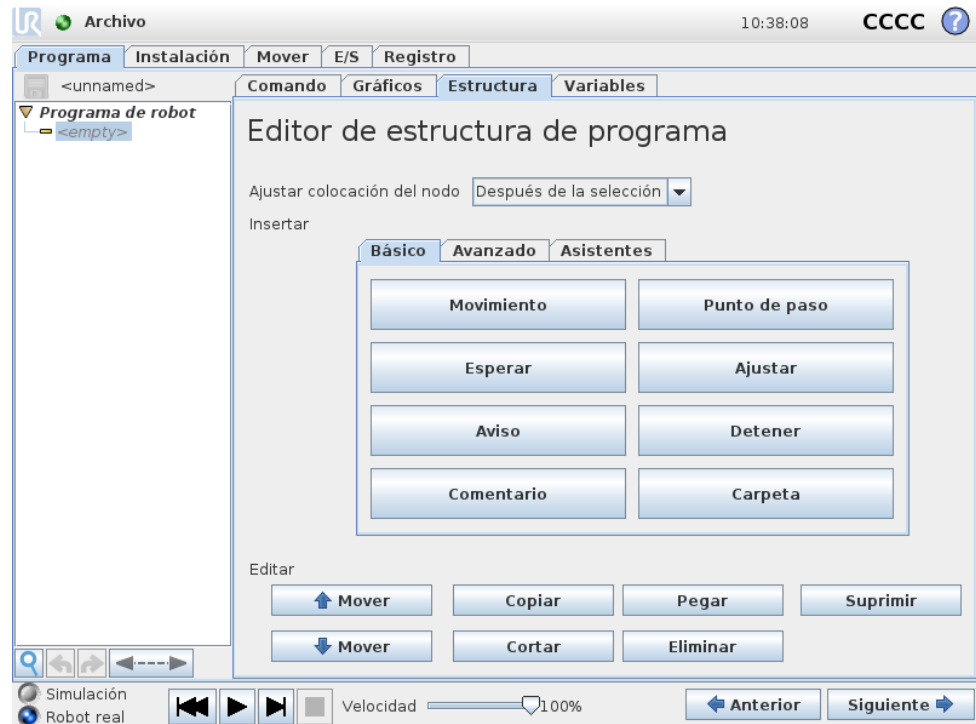 UR Archivo 10:38:08 CCCC ?
Programa Instalación Mover E/S Registro
<unnamed> Comando Gráficos Estructura Variables
Programa de robot
<empty>
Editor de estructura de programa
Ajustar colocación del nodo Después de la selección
Insertar
Básico Avanzado Asistentes
Movimiento Punto de paso
Esperar Ajustar
Aviso Detener
Comentario Carpeta
Editar
Mover Copiar Pegar Suprimir
Mover Cortar Eliminar
Simulación
Robot real
Velocidad 100%
Anterior Siguiente